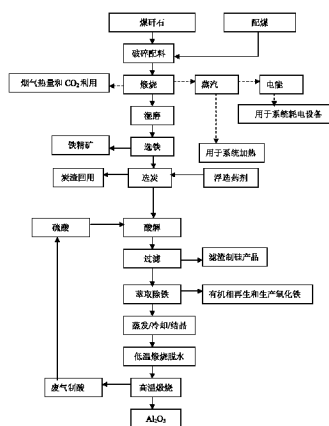 煤矸石
配煤
破碎配料
烟气热量和CO₂利用
煅烧
蒸汽
电能
用于系统耗电设备
湿磨
铁精矿
选铁
用于系统加热
炭渣回用
选炭
浮选药剂
硫酸
酸解
过滤
滤渣制硅产品
萃取除铁
有机相再生和生产氧化铁
蒸发/冷却/结晶
低温煅烧脱水
废气制酸
高温煅烧
Al₂O₃